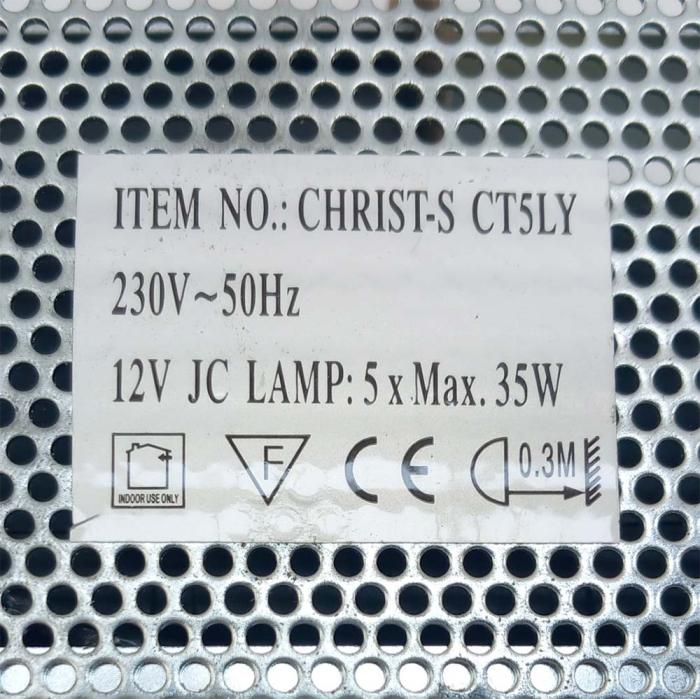 ITEM NO.: CHRIST-S CT5LY
230V~50Hz
12V JC LAMP: 5 x Max. 35W
INDOOR USE ONLY
F
CE
0.3M